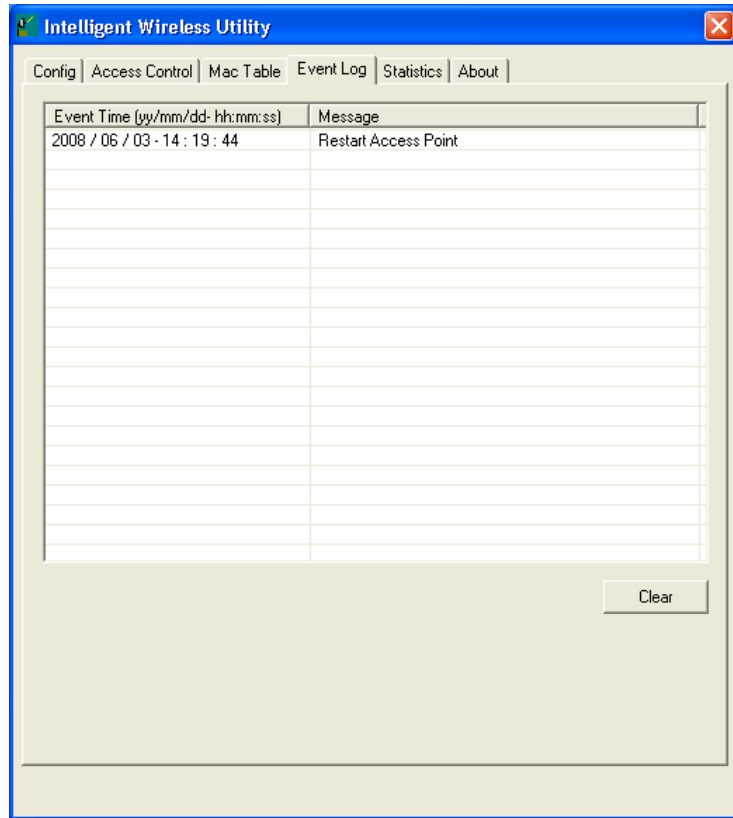 Intelligent Wireless Utility
Config Access Control Mac Table Event Log Statistics About
Event Time (yy/mm/dd- hh:mm:ss) Message
2008 / 06 / 03 - 14 : 19 : 44 Restart Access Point
Clear